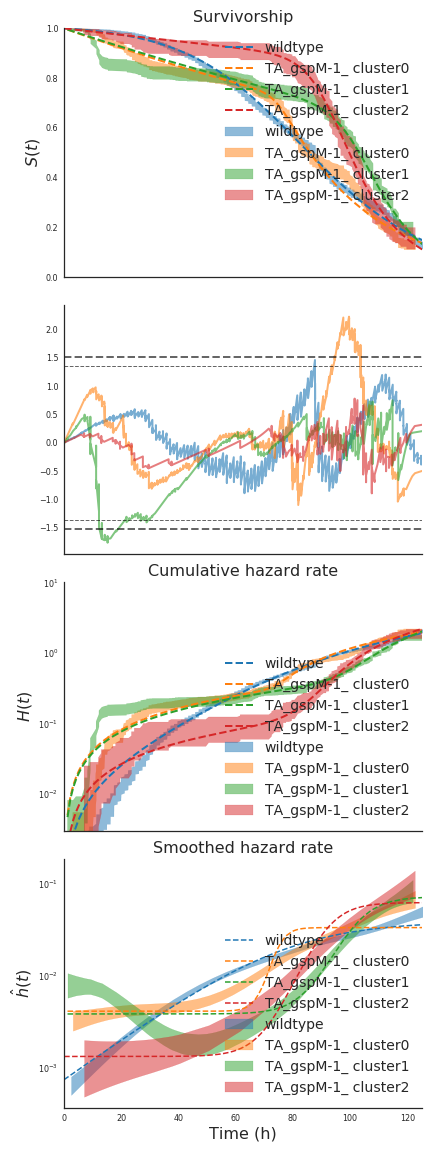 Survivorship
1.0
0.8
0.6
0.4
0.2
0.0
S(t)
wildtype
TA_gspM-1_ cluster0
TA_gspM-1_ cluster1
TA_gspM-1_ cluster2
wildtype
TA_gspM-1_ cluster0
TA_gspM-1_ cluster1
TA_gspM-1_ cluster2
2.0
1.5
1.0
0.5
0.0
−0.5
−1.0
−1.5
Cumulative hazard rate
10¹
10⁰
10⁻¹
10⁻²
H(t)
wildtype
TA_gspM-1_ cluster0
TA_gspM-1_ cluster1
TA_gspM-1_ cluster2
wildtype
TA_gspM-1_ cluster0
TA_gspM-1_ cluster1
TA_gspM-1_ cluster2
Smoothed hazard rate
10⁻¹
10⁻²
10⁻³
ĥ(t)
wildtype
TA_gspM-1_ cluster0
TA_gspM-1_ cluster1
TA_gspM-1_ cluster2
wildtype
TA_gspM-1_ cluster0
TA_gspM-1_ cluster1
TA_gspM-1_ cluster2
0 20 40 60 80 100 120
Time (h)